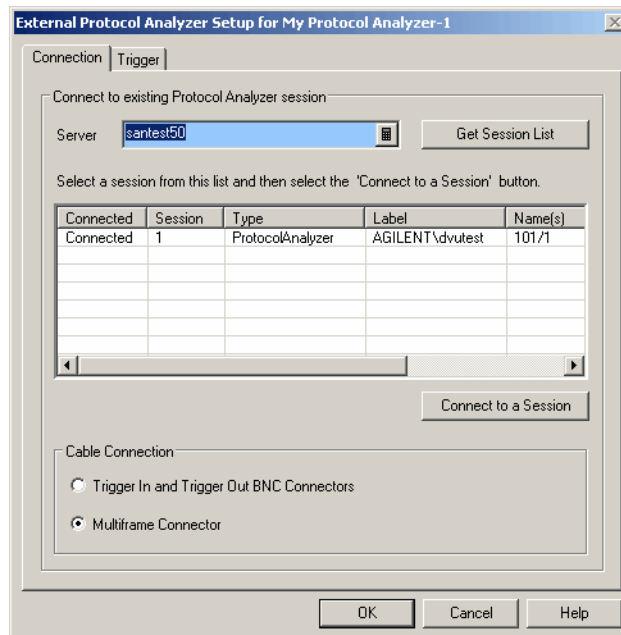 External Protocol Analyzer Setup for My Protocol Analyzer-1
Connection Trigger
Connect to existing Protocol Analyzer session
Server santest50 Get Session List
Select a session from this list and then select the 'Connect to a Session' button.
Connected Session Type Label Name(s)
Connected 1 ProtocolAnalyzer AGILENT\dvutest 101/1
Connect to a Session
Cable Connection
Trigger In and Trigger Out BNC Connectors
Multiframe Connector
OK Cancel Help